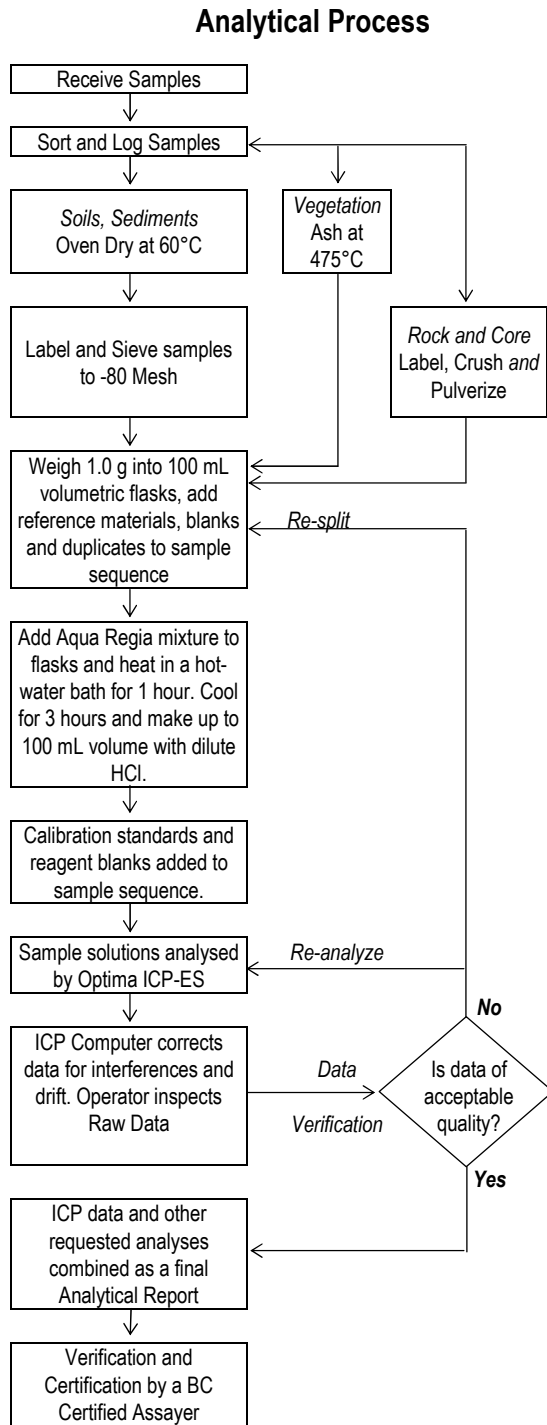 Analytical Process
Receive Samples
Sort and Log Samples
Soils, Sediments
Oven Dry at 60°C
Vegetation
Ash at
475°C
Rock and Core
Label, Crush and
Pulverize
Label and Sieve samples
to -80 Mesh
Weigh 1.0 g into 100 mL
volumetric flasks, add
reference materials, blanks
and duplicates to sample
sequence
Re-split
Add Aqua Regia mixture to
flasks and heat in a hot-
water bath for 1 hour. Cool
for 3 hours and make up to
100 mL volume with dilute
HCl.
Calibration standards and
reagent blanks added to
sample sequence.
Sample solutions analysed
by Optima ICP-ES
Re-analyze
ICP Computer corrects
data for interferences and
drift. Operator inspects
Raw Data
Data
Verification
No
Is data of
acceptable
quality?
Yes
ICP data and other
requested analyses
combined as a final
Analytical Report
Verification and
Certification by a BC
Certified Assayer